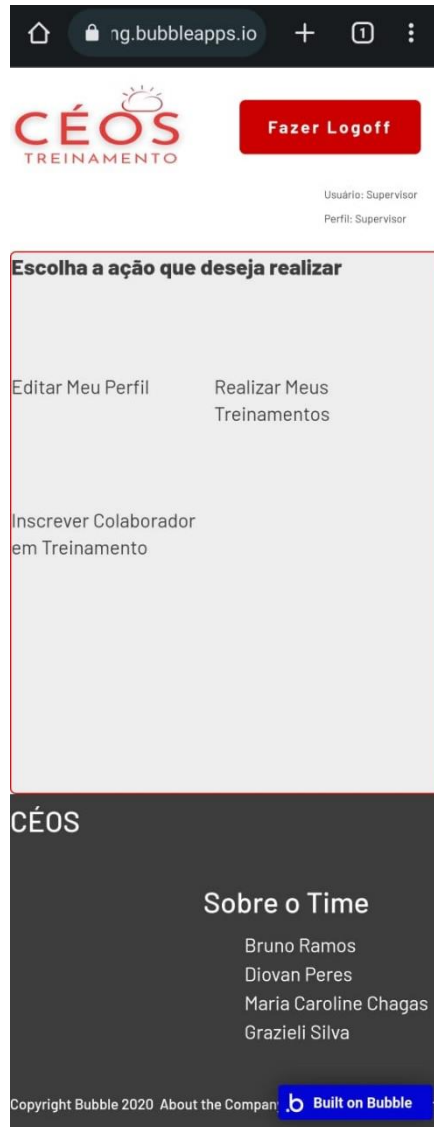 ng.bubbleapps.io
1
CÉOS
TREINAMENTO
Fazer Logoff
Usuário: Supervisor
Perfil: Supervisor
Escolha a ação que deseja realizar
Editar Meu Perfil
Realizar Meus
Treinamentos
Inscrever Colaborador
em Treinamento
CÉOS
Sobre o Time
Bruno Ramos
Diovan Peres
Maria Caroline Chagas
Grazieli Silva
Copyright Bubble 2020 About the Compan
b Built on Bubble